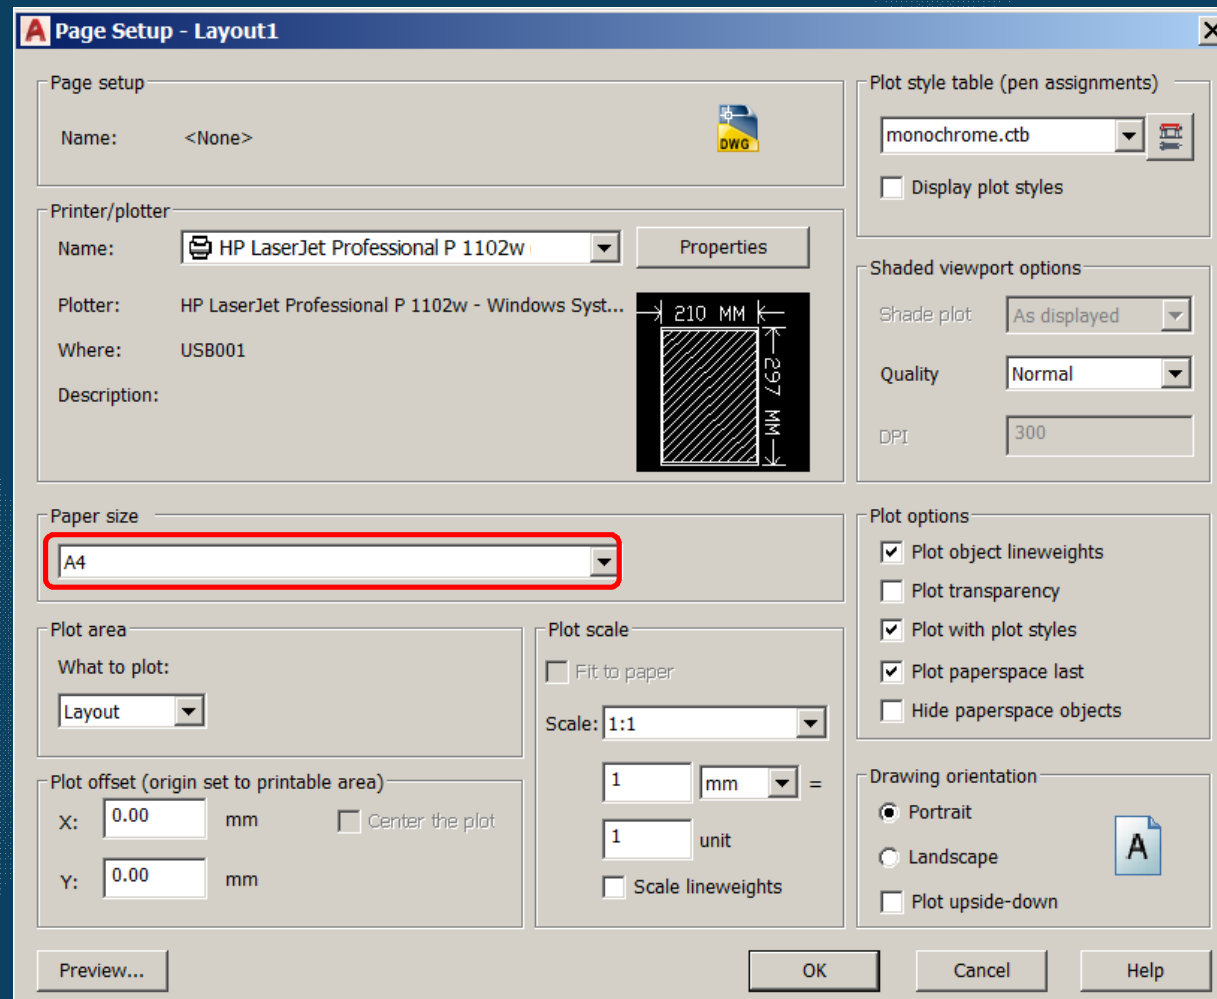 Page Setup - Layout1
Page setup
Name: <None>
DWG
Printer/plotter
Name: HP LaserJet Professional P 1102w
Properties
Plotter: HP LaserJet Professional P 1102w - Windows Syst...
Where: USB001
Description:
210 MM
297 MM
Paper size
A4
Plot area
What to plot:
Layout
Plot offset (origin set to printable area)
X: 0.00 mm
Center the plot
Y: 0.00 mm
Plot scale
Fit to paper
Scale: 1:1
1 mm =
1 unit
Scale lineweights
Plot style table (pen assignments)
monochrome.ctb
Display plot styles
Shaded viewport options
Shade plot As displayed
Quality Normal
DPI 300
Plot options
Plot object lineweights
Plot transparency
Plot with plot styles
Plot paperspace last
Hide paperspace objects
Drawing orientation
Portrait
Landscape
Plot upside-down
A
Preview...
OK
Cancel
Help